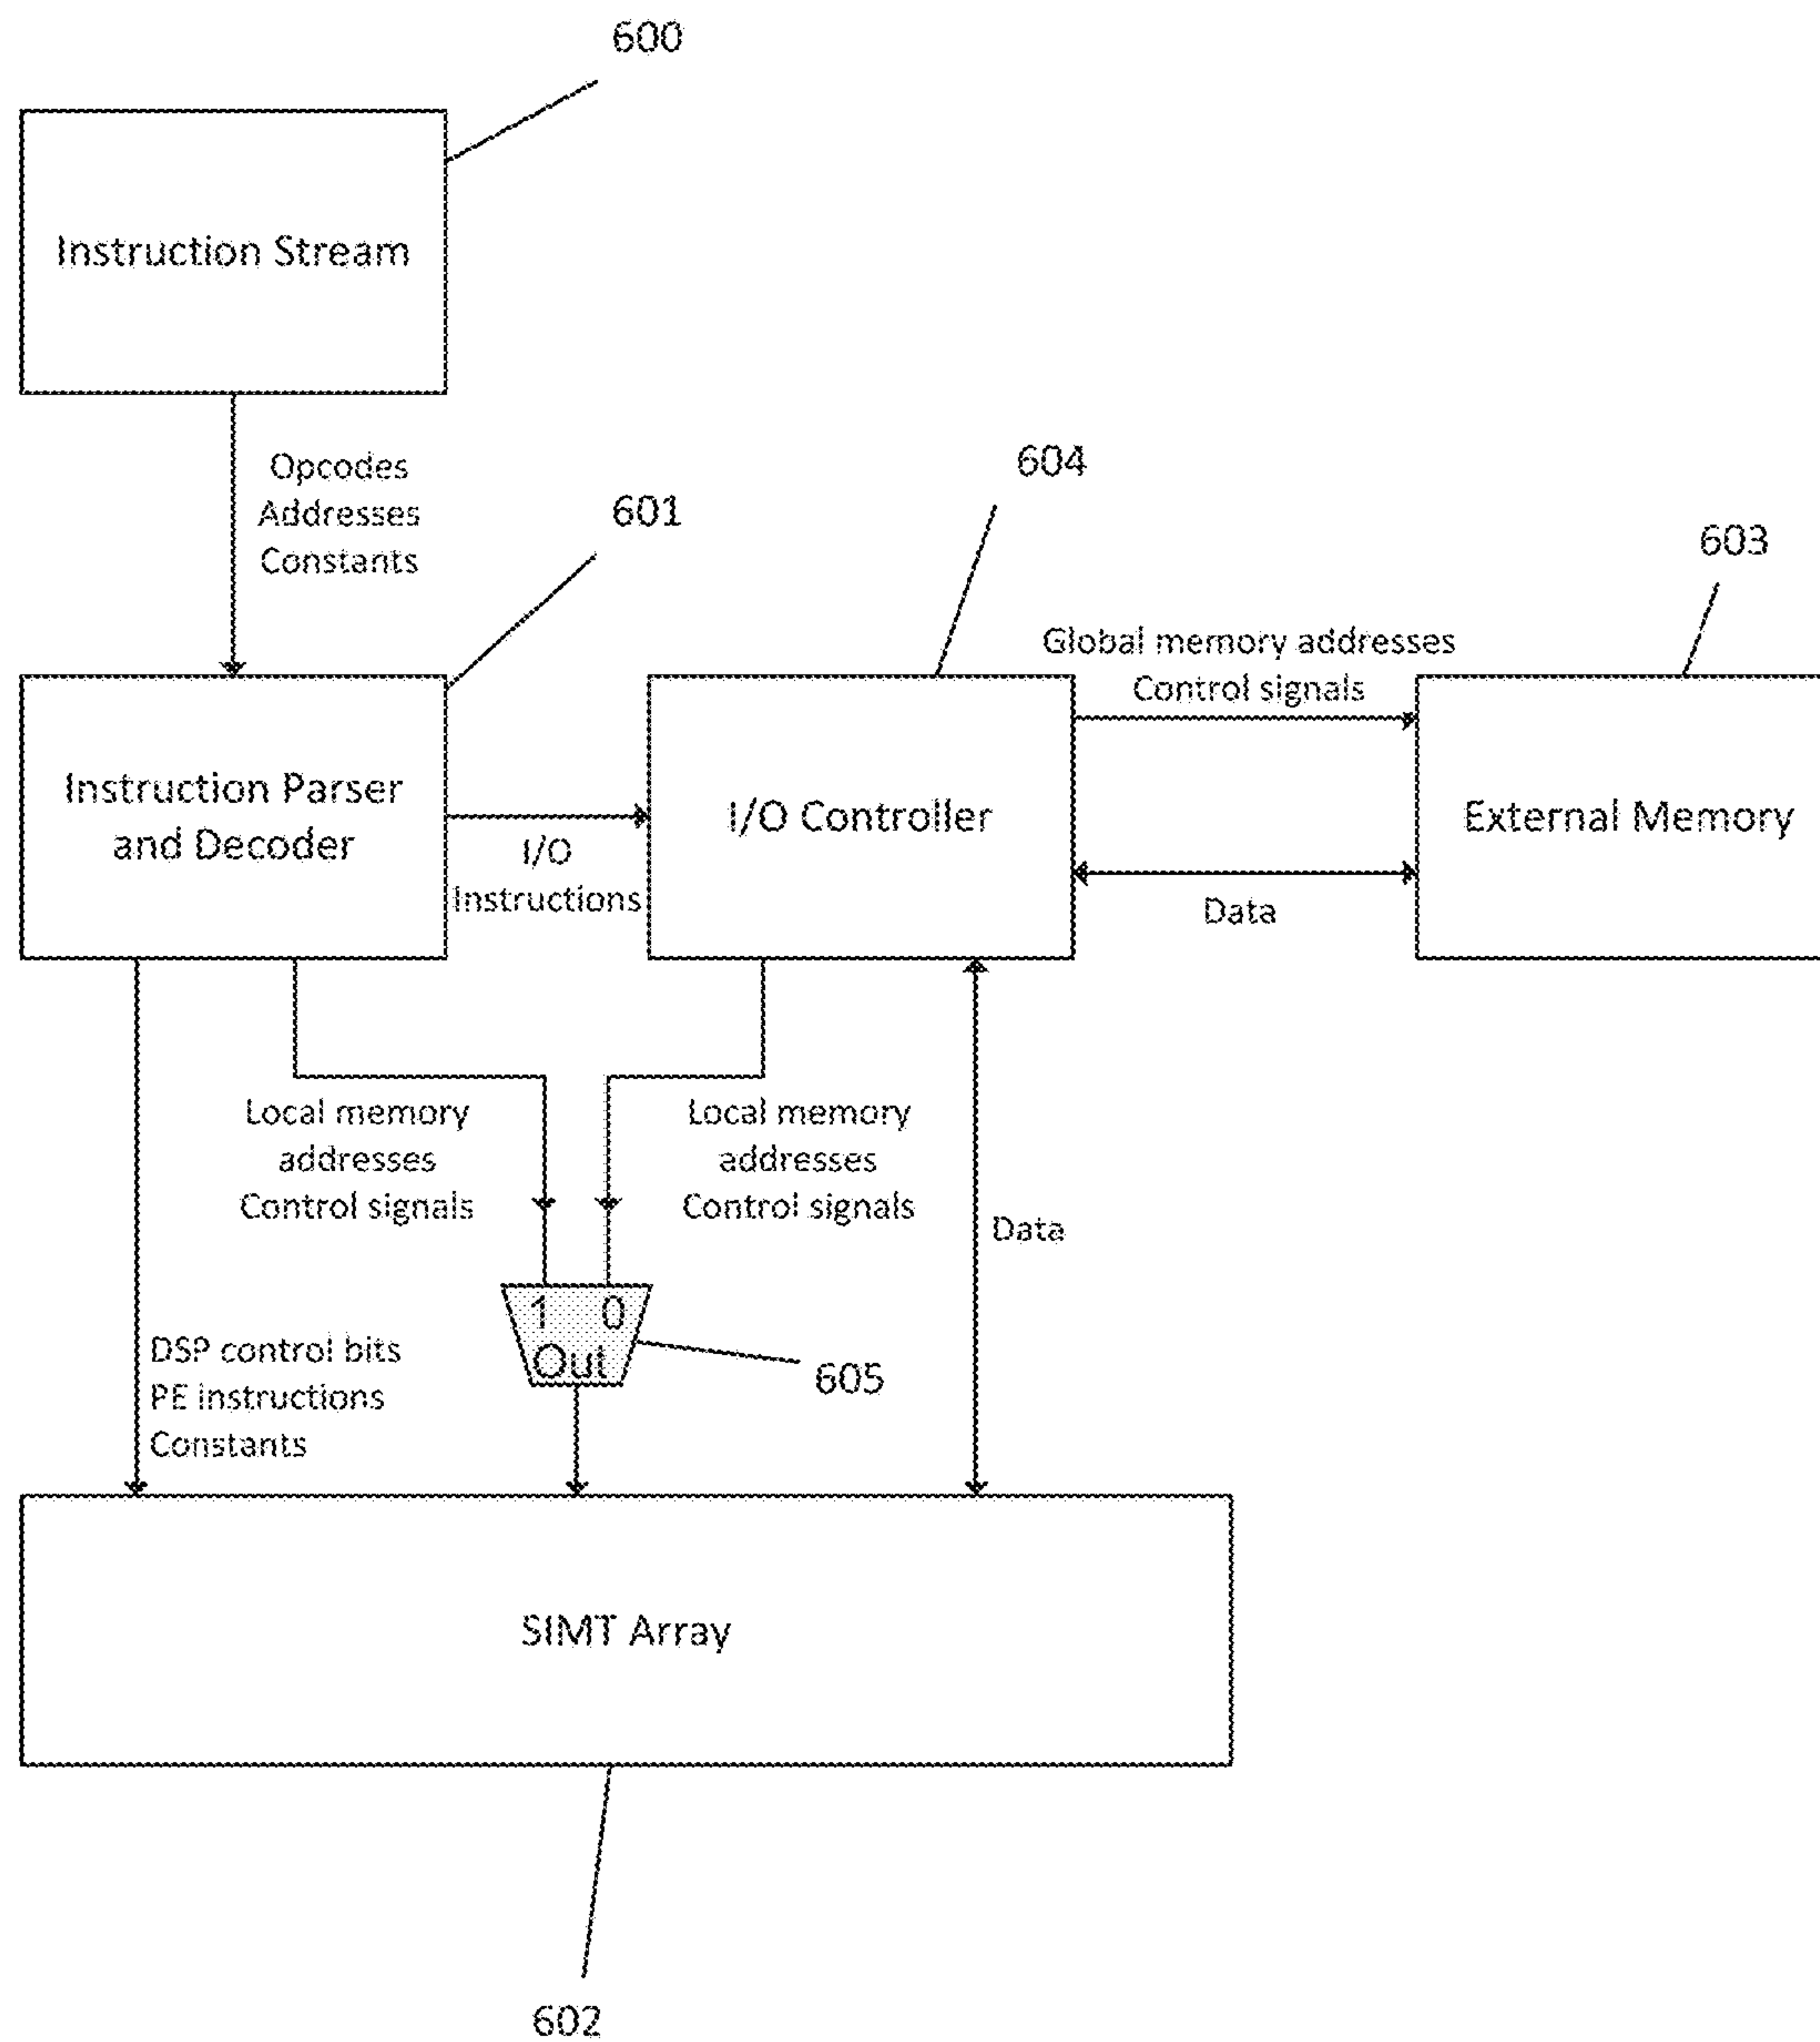 600
Instruction Stream
Opcodes
Addresses
Constants
601
604
603
Global memory addresses
Control signals
Instruction Parser
and Decoder
I/O
Instructions
I/O Controller
External Memory
Data
Local memory
addresses
Control signals
Local memory
addresses
Control signals
Data
1 0
Out
605
DSP control bits
PE instructions
Constants
SIMT Array
602